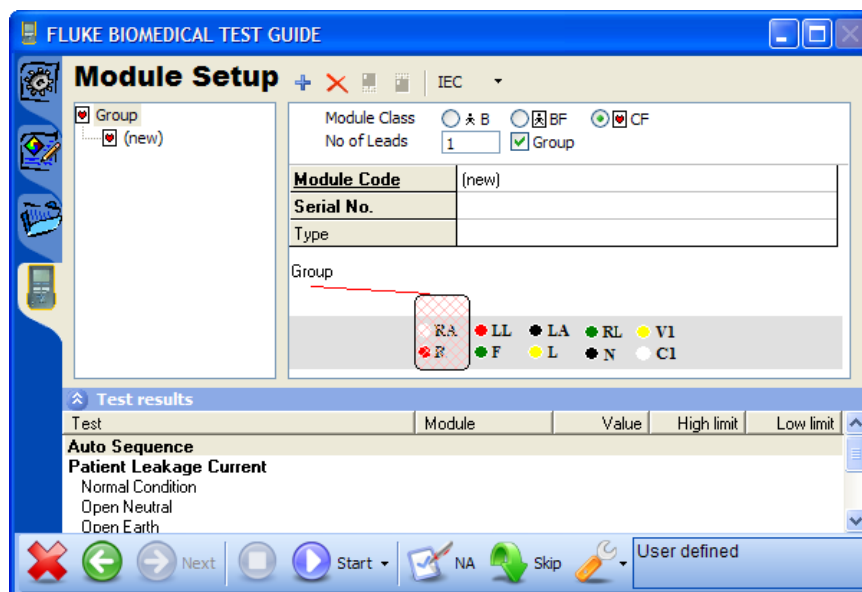 FLUKE BIOMEDICAL TEST GUIDE
Module Setup IEC
Group
(new)
Module Class B BF CF
No of Leads 1 Group
Module Code (new)
Serial No.
Type
Group
RA LL LA RL V1
R F L N C1
Test results
Test Module Value High limit Low limit
Auto Sequence
Patient Leakage Current
Normal Condition
Open Neutral
Open Earth
Next Start NA Skip User defined